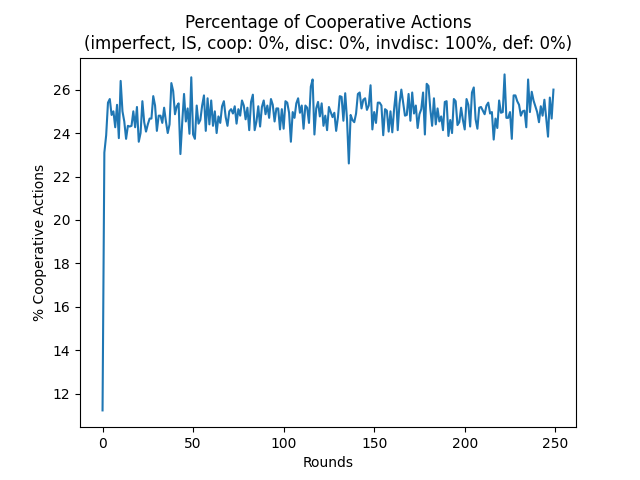 Percentage of Cooperative Actions
(imperfect, IS, coop: 0%, disc: 0%, invdisc: 100%, def: 0%)
26
24
22
20
18
16
14
12
% Cooperative Actions
0 50 100 150 200 250
Rounds